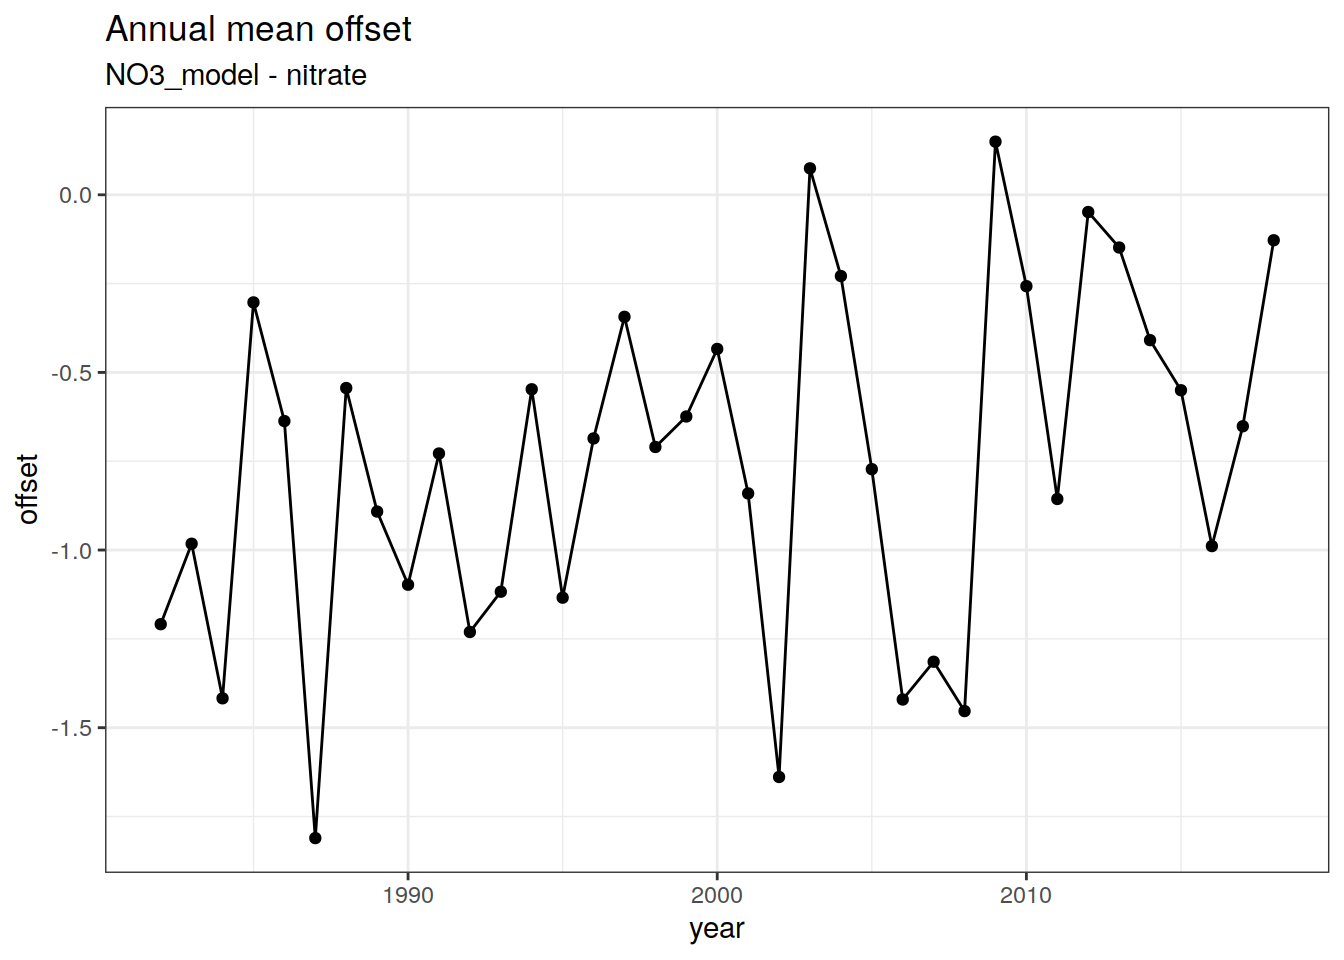 Annual mean offset
NO3_model - nitrate
0.0
-0.5
-1.0
-1.5
offset
1990
2000
2010
year